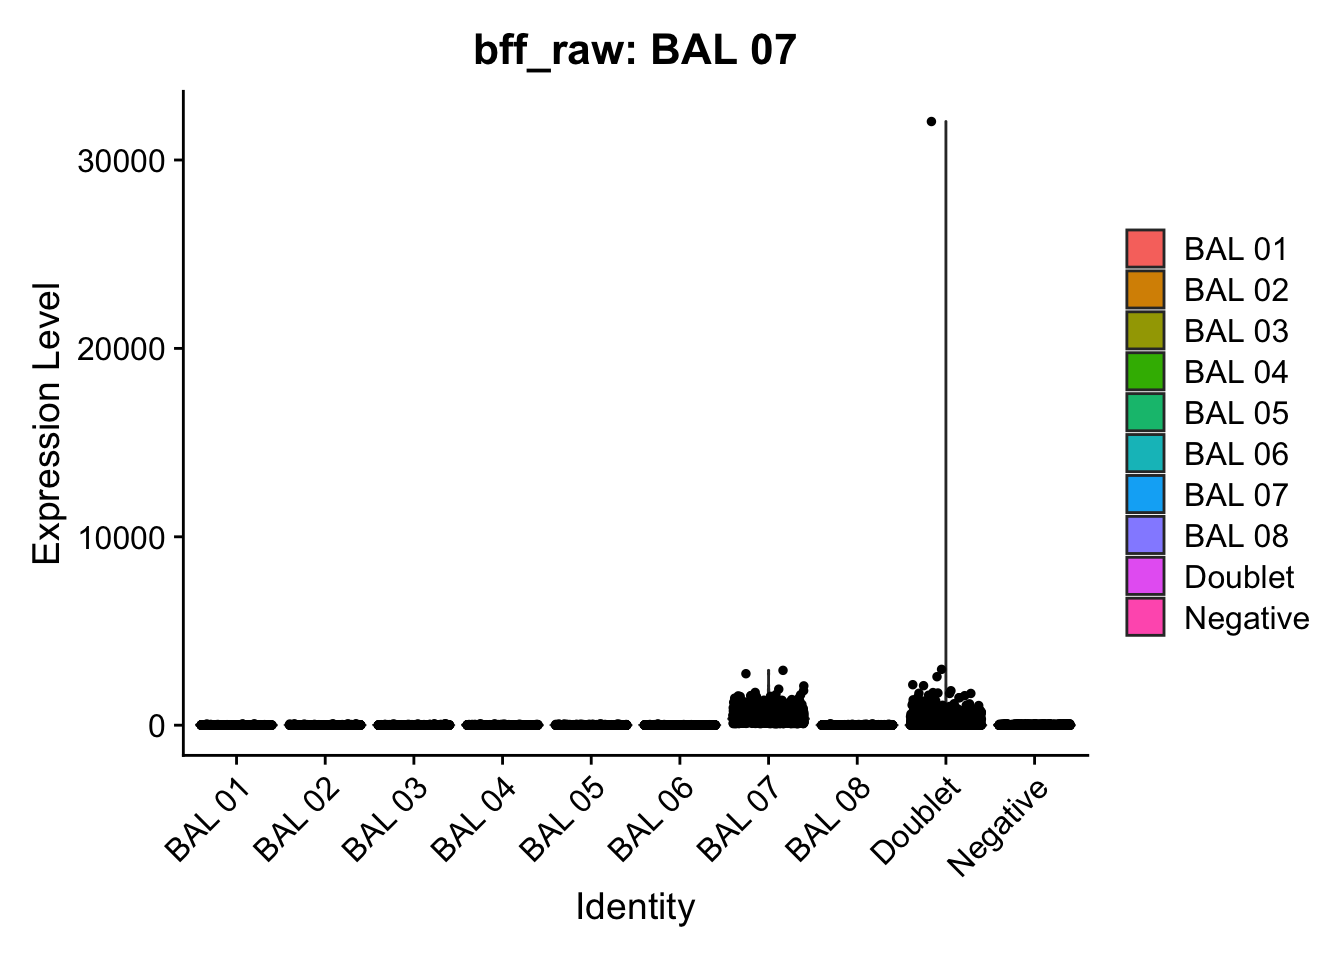 bff_raw: BAL 07
Expression Level
30000
20000
10000
0
BAL 01
BAL 02
BAL 03
BAL 04
BAL 05
BAL 06
BAL 07
BAL 08
Doublet
Negative
Identity
BAL 01
BAL 02
BAL 03
BAL 04
BAL 05
BAL 06
BAL 07
BAL 08
Doublet
Negative